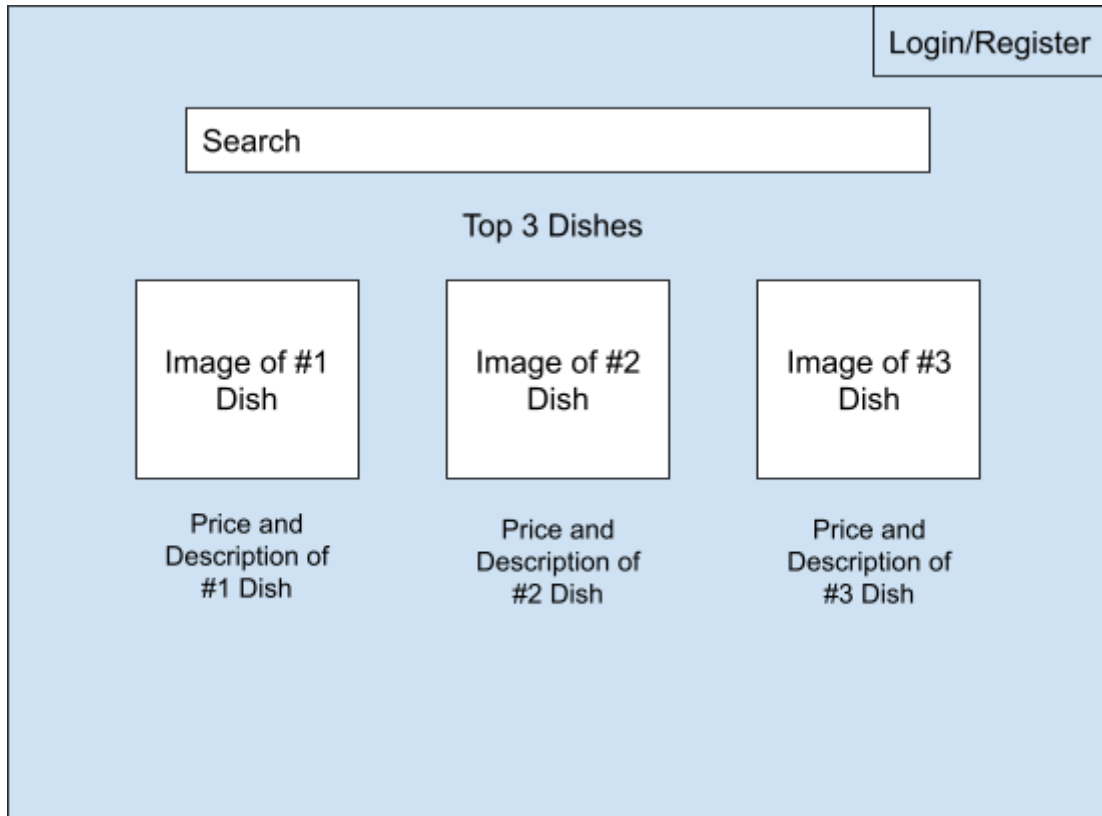 Login/Register
Search
Top 3 Dishes
Image of #1
Dish
Image of #2
Dish
Image of #3
Dish
Price and
Description of
#1 Dish
Price and
Description of
#2 Dish
Price and
Description of
#3 Dish